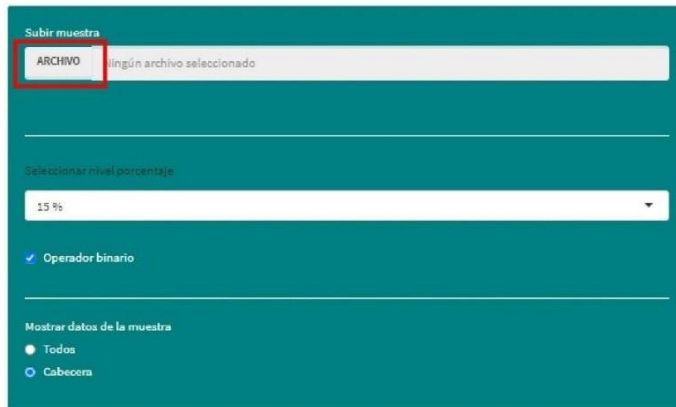 Subir muestra
ARCHIVO Ningún archivo seleccionado
Seleccionar nivel porcentaje
15 %
Operador binario
Mostrar datos de la muestra
Todos
Cabecera